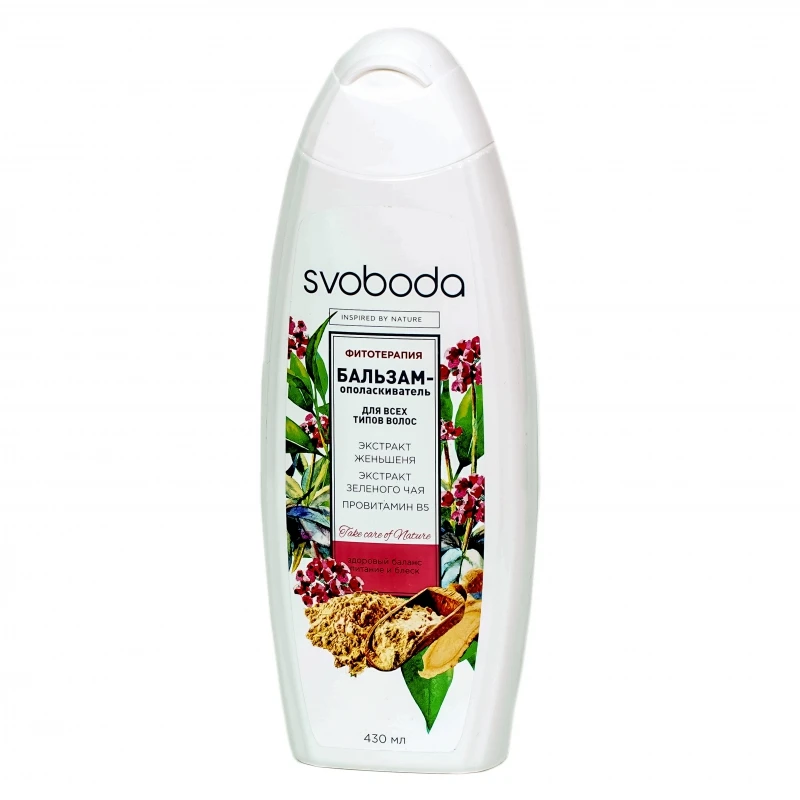 svoboda
INSPIRED BY NATURE
ФИТОТЕРАПИЯ
БАЛЬЗАМ-
ОПОЛАСКИВАТЕЛЬ
ДЛЯ ВСЕХ
ТИПОВ ВОЛОС
ЭКСТРАКТ
ЖЕНЬШЕНЯ
ЭКСТРАКТ
ЗЕЛЕНОГО ЧАЯ
ПРОВИТАМИН B5
Take care of Nature
здоровый баланс
питание и блеск
430 мл